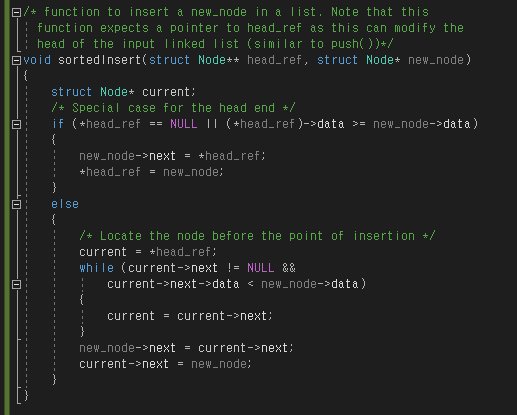 /* function to insert a new_node in a list. Note that this
function expects a pointer to head_ref as this can modify the
head of the input linked list (similar to push())*/
void sortedInsert(struct Node** head_ref, struct Node* new_node)
{
struct Node* current;
/* Special case for the head end */
if (*head_ref == NULL || (*head_ref)->data >= new_node->data)
{
new_node->next = *head_ref;
*head_ref = new_node;
}
else
{
/* Locate the node before the point of insertion */
current = *head_ref;
while (current->next != NULL &&
current->next->data < new_node->data)
{
current = current->next;
}
new_node->next = current->next;
current->next = new_node;
}
}